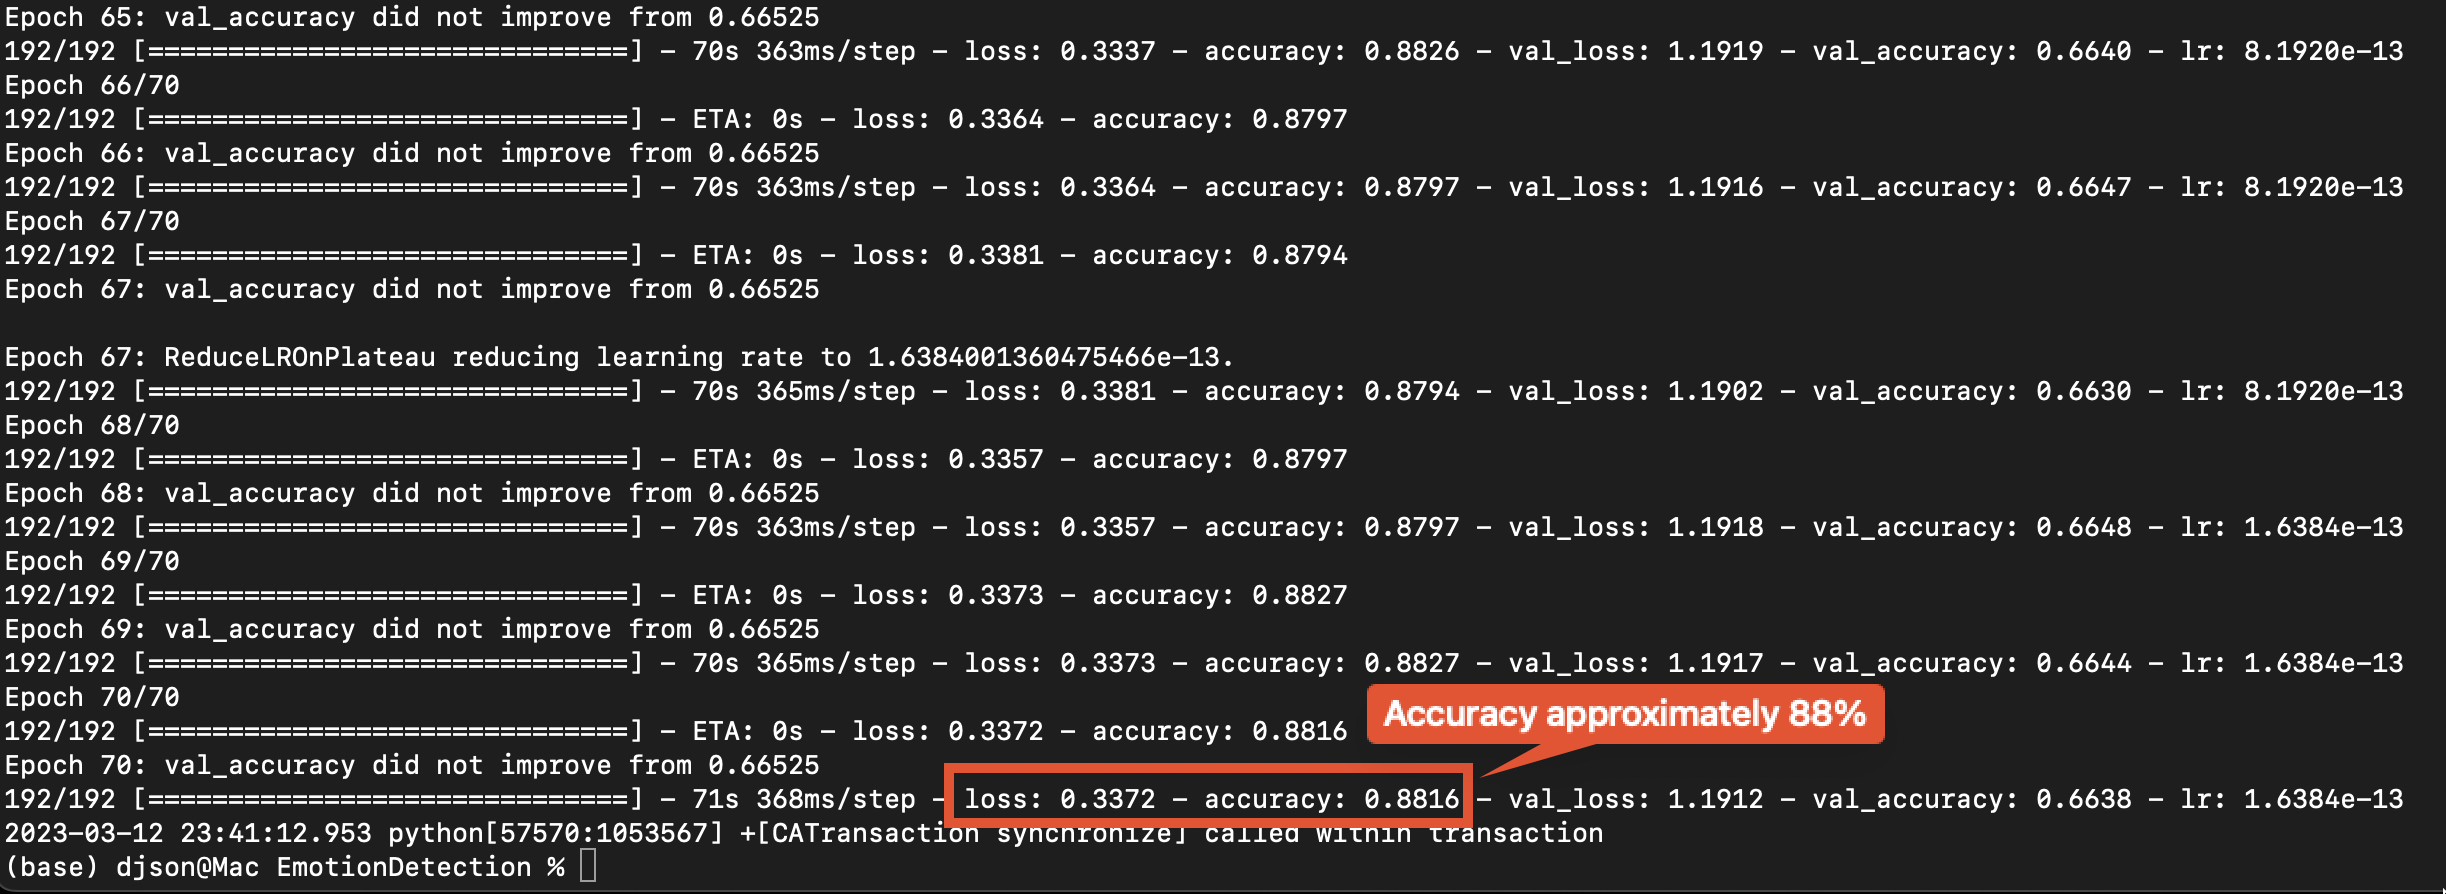 Epoch 65: val_accuracy did not improve from 0.66525
192/192 [==============================] - 70s 363ms/step - loss: 0.3337 - accuracy: 0.8826 - val_loss: 1.1919 - val_accuracy: 0.6640 - lr: 8.1920e-13
Epoch 66/70
192/192 [==============================] - ETA: 0s - loss: 0.3364 - accuracy: 0.8797
Epoch 66: val_accuracy did not improve from 0.66525
192/192 [==============================] - 70s 363ms/step - loss: 0.3364 - accuracy: 0.8797 - val_loss: 1.1916 - val_accuracy: 0.6647 - lr: 8.1920e-13
Epoch 67/70
192/192 [==============================] - ETA: 0s - loss: 0.3381 - accuracy: 0.8794
Epoch 67: val_accuracy did not improve from 0.66525
Epoch 67: ReduceLROnPlateau reducing learning rate to 1.6384001360475466e-13.
192/192 [==============================] - 70s 365ms/step - loss: 0.3381 - accuracy: 0.8794 - val_loss: 1.1902 - val_accuracy: 0.6630 - lr: 8.1920e-13
Epoch 68/70
192/192 [==============================] - ETA: 0s - loss: 0.3357 - accuracy: 0.8797
Epoch 68: val_accuracy did not improve from 0.66525
192/192 [==============================] - 70s 363ms/step - loss: 0.3357 - accuracy: 0.8797 - val_loss: 1.1918 - val_accuracy: 0.6648 - lr: 1.6384e-13
Epoch 69/70
192/192 [==============================] - ETA: 0s - loss: 0.3373 - accuracy: 0.8827
Epoch 69: val_accuracy did not improve from 0.66525
192/192 [==============================] - 70s 365ms/step - loss: 0.3373 - accuracy: 0.8827 - val_loss: 1.1917 - val_accuracy: 0.6644 - lr: 1.6384e-13
Epoch 70/70
Accuracy approximately 88%
192/192 [==============================] - ETA: 0s - loss: 0.3372 - accuracy: 0.8816
Epoch 70: val_accuracy did not improve from 0.66525
192/192 [==============================] - 71s 368ms/step - loss: 0.3372 - accuracy: 0.8816 - val_loss: 1.1912 - val_accuracy: 0.6638 - lr: 1.6384e-13
2023-03-12 23:41:12.953 python[57570:1053567] +[CATransaction synchronize] called within transaction
(base) djson@Mac EmotionDetection %